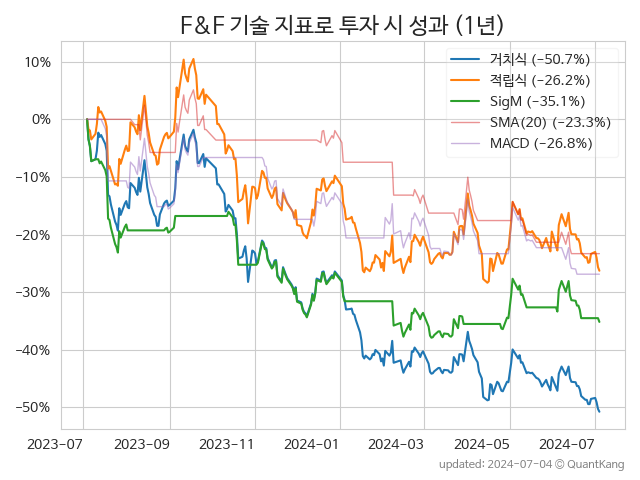 F&F 기술 지표로 투자 시 성과 (1년)
거치식 (−50.7%)
적립식 (−26.2%)
SigM (−35.1%)
SMA(20) (−23.3%)
MACD (−26.8%)
10%
0%
−10%
−20%
−30%
−40%
−50%
2023-07
2023-09
2023-11
2024-01
2024-03
2024-05
2024-07
updated: 2024-07-04 @ QuantKang